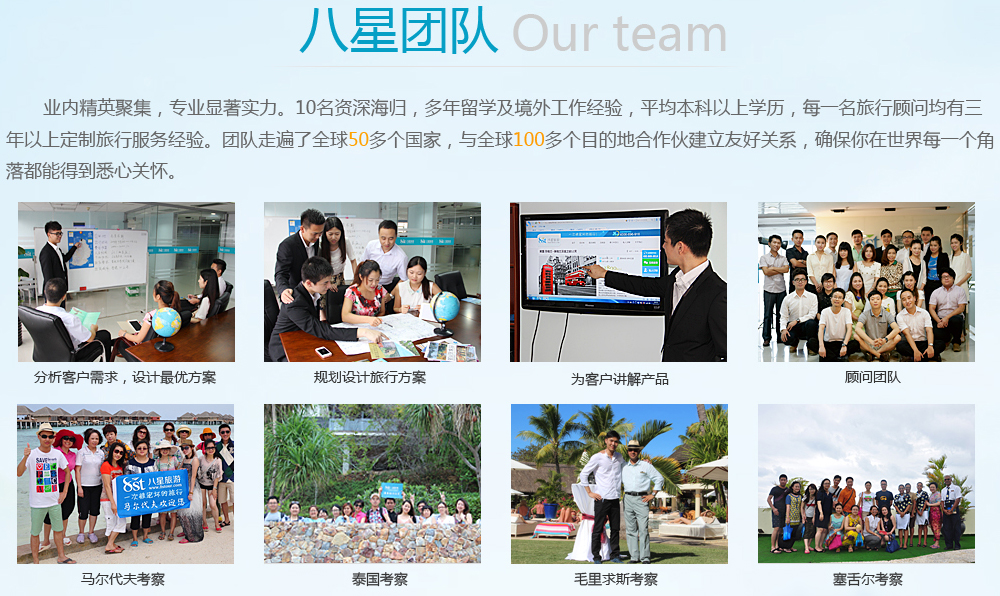 八星团队 Our team
业内精英聚集，专业显著实力。10名资深海归，多年留学及境外工作经验，平均本科以上学历，每一名旅行顾问均有三
年以上定制旅行服务经验。团队走遍了全球50多个国家，与全球100多个目的地合作伙建立友好关系，确保你在世界每一个角
落都能得到悉心关怀。
分析客户需求，设计最优方案
规划设计旅行方案
为客户讲解产品
顾问团队
8st 八星旅游
一次难忘怀的旅行
马尔代夫欢迎您
马尔代夫考察
泰国考察
毛里求斯考察
塞舌尔考察